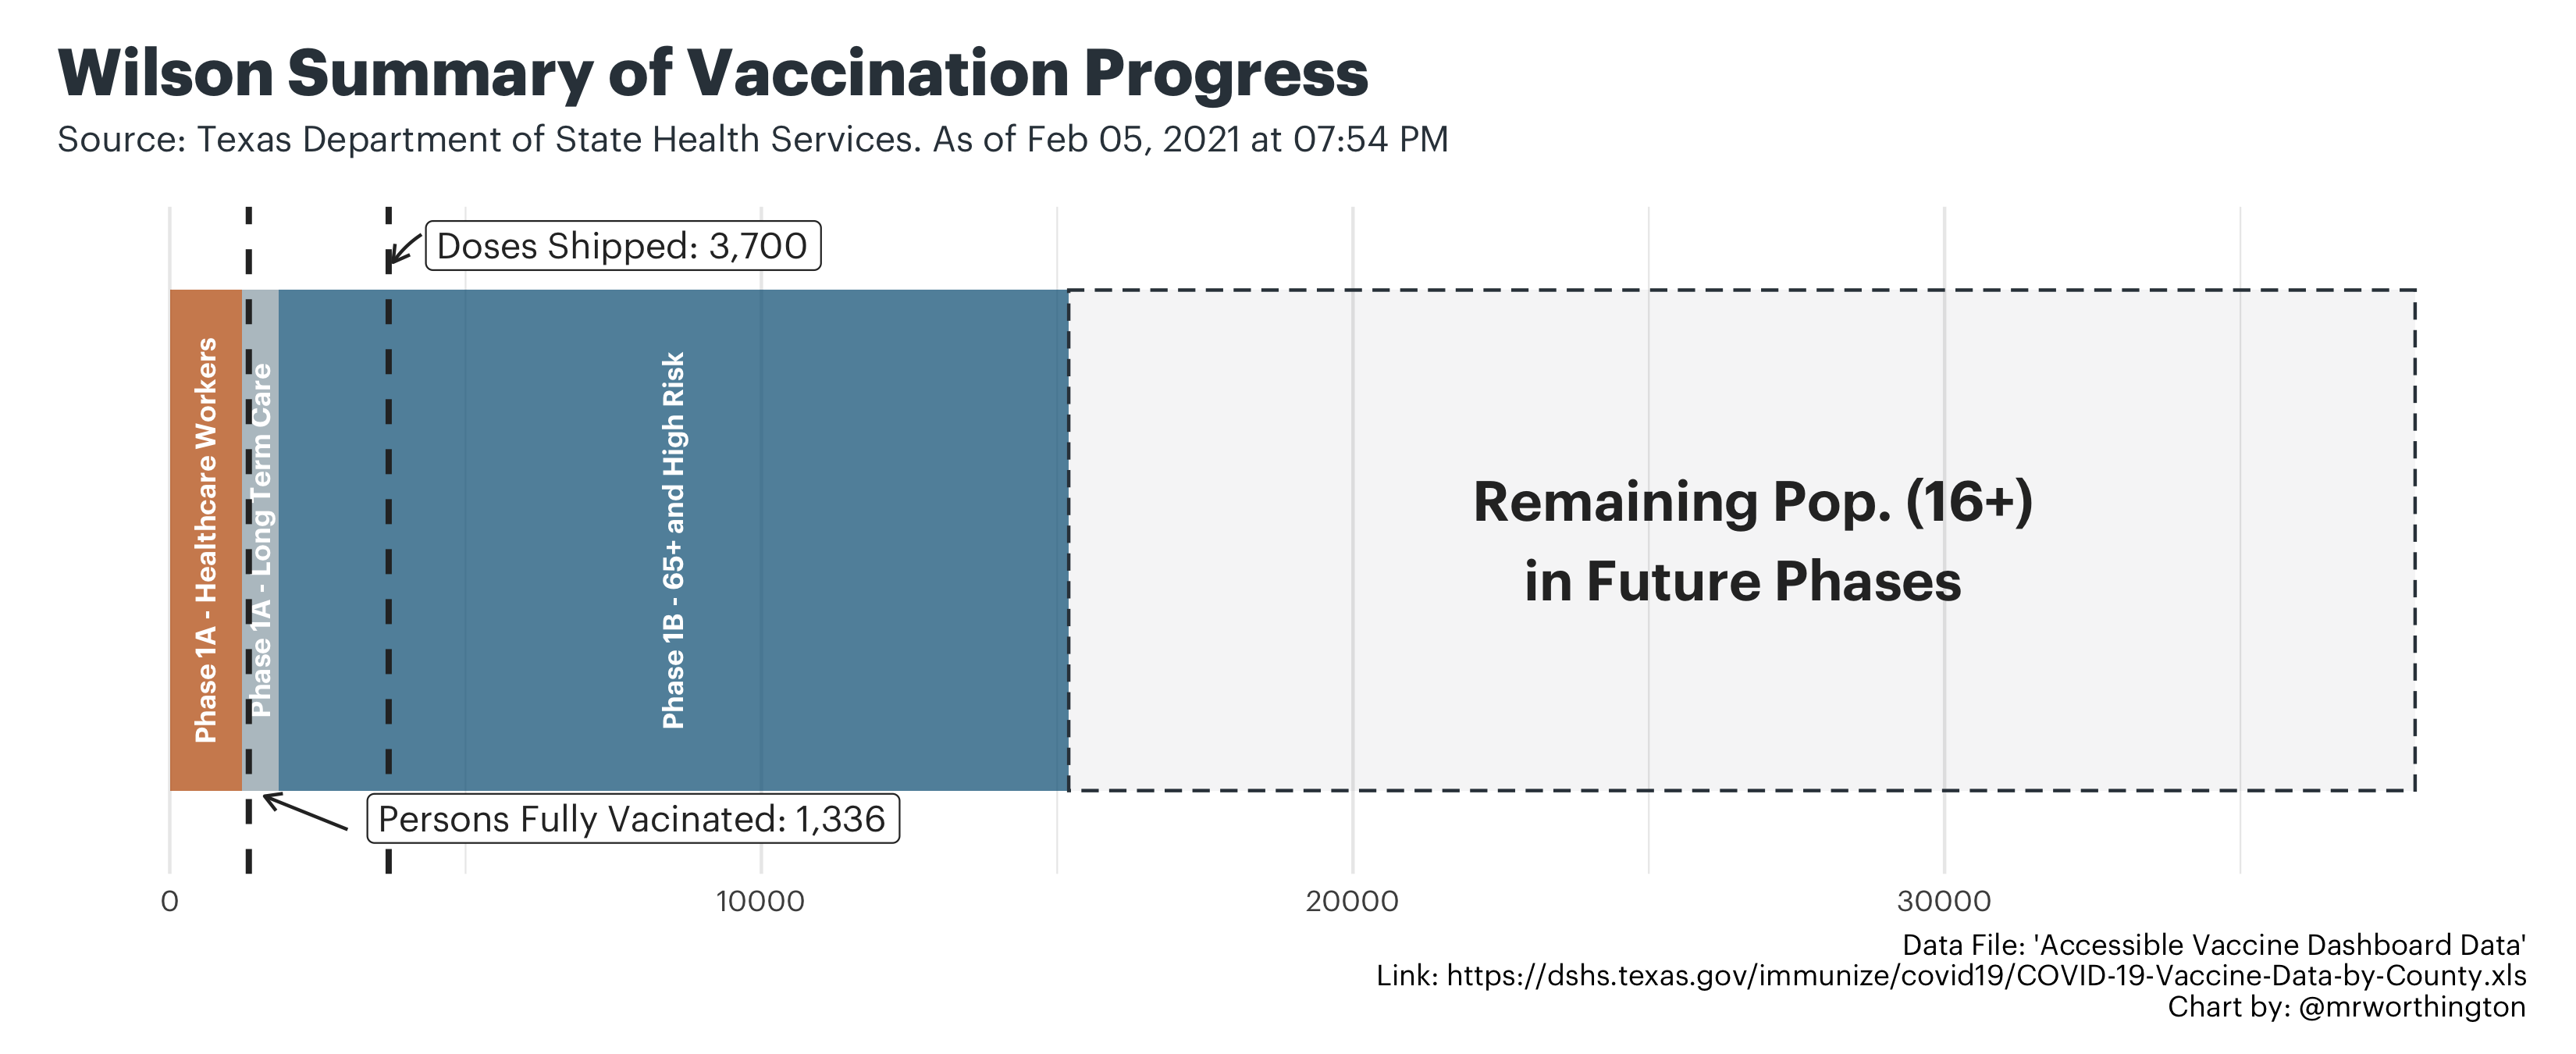 Wilson Summary of Vaccination Progress
Source: Texas Department of State Health Services. As of Feb 05, 2021 at 07:54 PM
Doses Shipped: 3,700
Phase 1A - Healthcare Workers
Phase 1A - Long Term Care
Phase 1B - 65+ and High Risk
Remaining Pop. (16+)
in Future Phases
Persons Fully Vacinated: 1,336
0 10000 20000 30000
Data File: 'Accessible Vaccine Dashboard Data'
Link: https://dshs.texas.gov/immunize/covid19/COVID-19-Vaccine-Data-by-County.xls
Chart by: @mrworthington